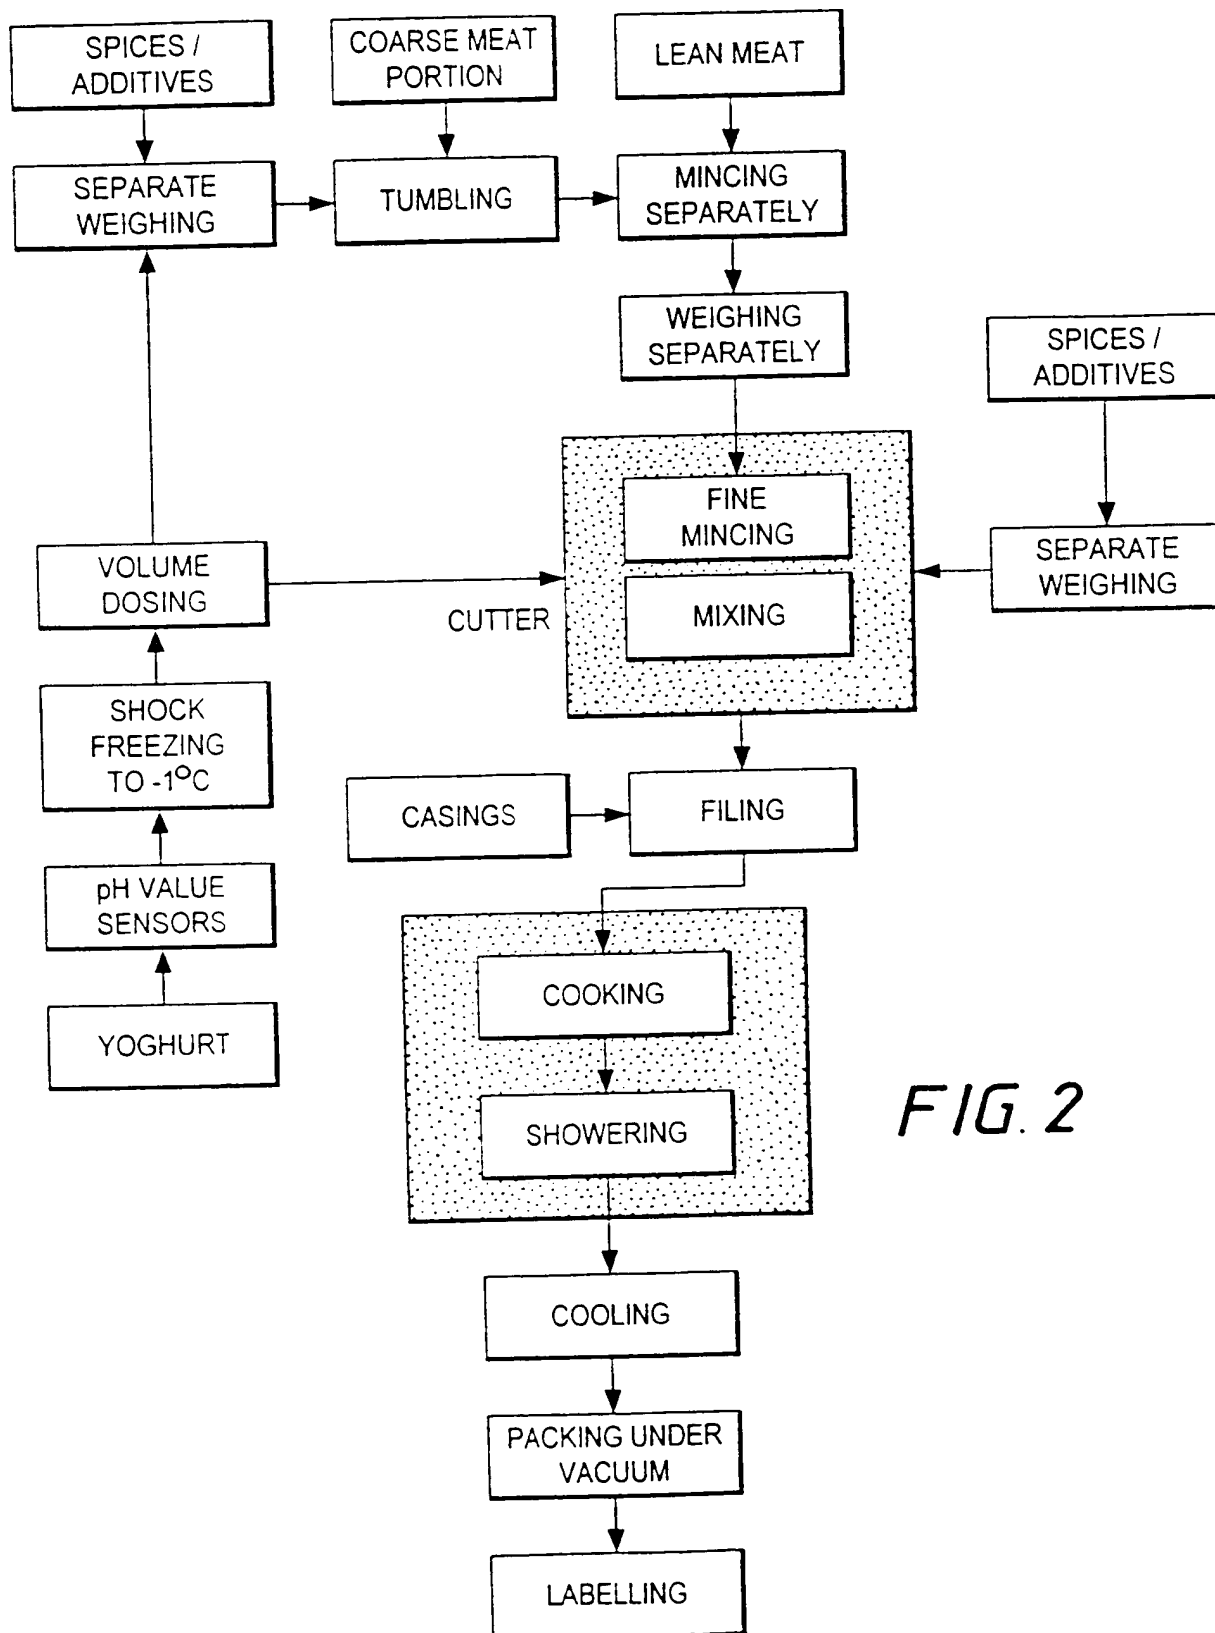 SPICES /
ADDITIVES
COARSE MEAT
PORTION
LEAN MEAT
SEPARATE
WEIGHING
TUMBLING
MINCING
SEPARATELY
WEIGHING
SEPARATELY
SPICES /
ADDITIVES
FINE
MINCING
VOLUME
DOSING
CUTTER
MIXING
SEPARATE
WEIGHING
SHOCK
FREEZING
TO -1°C
CASINGS
FILING
pH VALUE
SENSORS
COOKING
YOGHURT
SHOWERING
FIG. 2
COOLING
PACKING UNDER
VACUUM
LABELLING